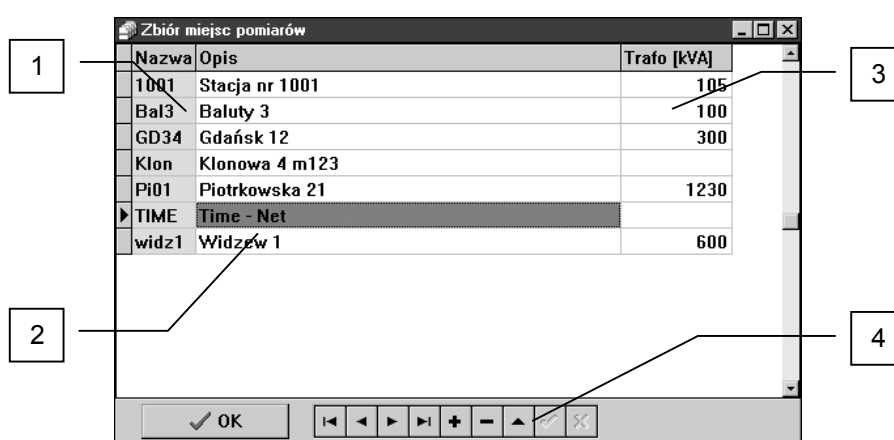 Zbiór miejsc pomiarów
Nazwa Opis Trafo [kVA]
1001 Stacja nr 1001 105
Bal3 Baluty 3 100
GD34 Gdańsk 12 300
Klon Klonowa 4 m123
Pi01 Piotrkowska 21 1230
TIME Time - Net
widz1 Widzew 1 600
OK
1
2
3
4